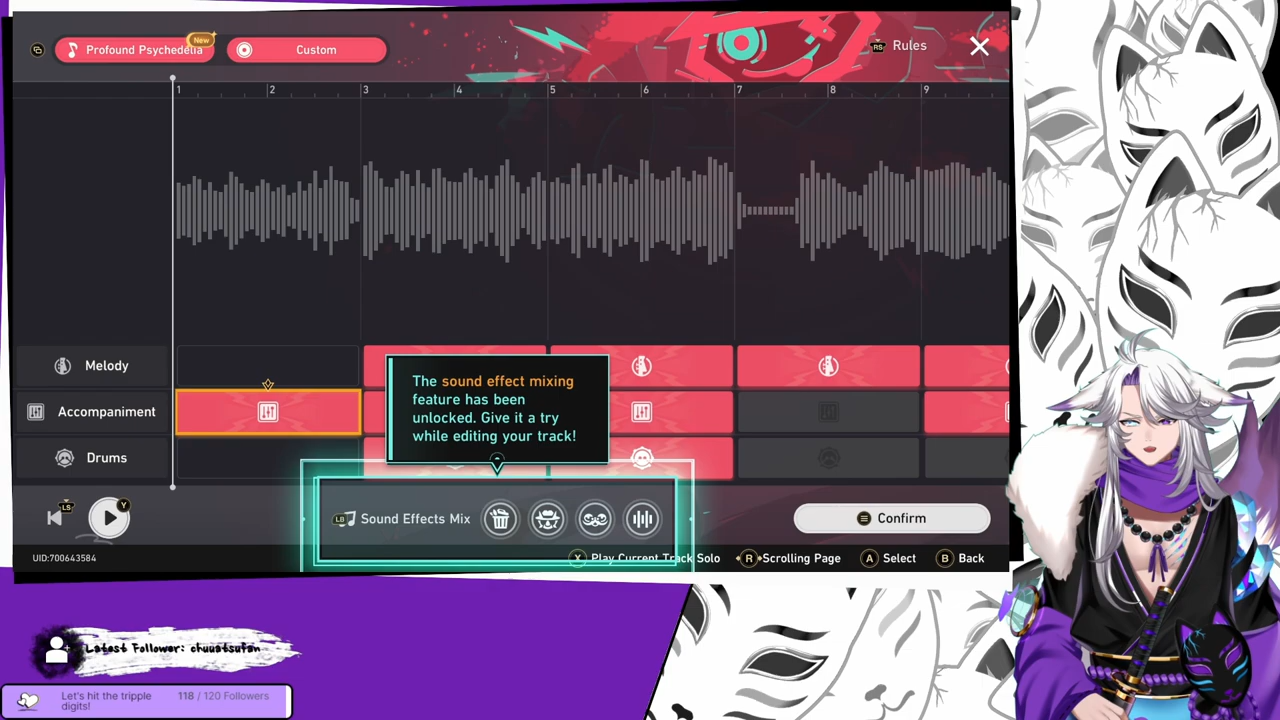 Profound Psychedelia
New
Custom
RS Rules
1 2 3 4 5 6 7 8 9
Melody
Accompaniment
Drums
The sound effect mixing
feature has been
unlocked. Give it a try
while editing your track!
LS
Y
LB Sound Effects Mix
Confirm
UID:700643584
X Play Current Track Solo
R Scrolling Page
A Select
B Back
Latest Follower: chuuatsufan
Let's hit the tripple
digits!
118 / 120 Followers